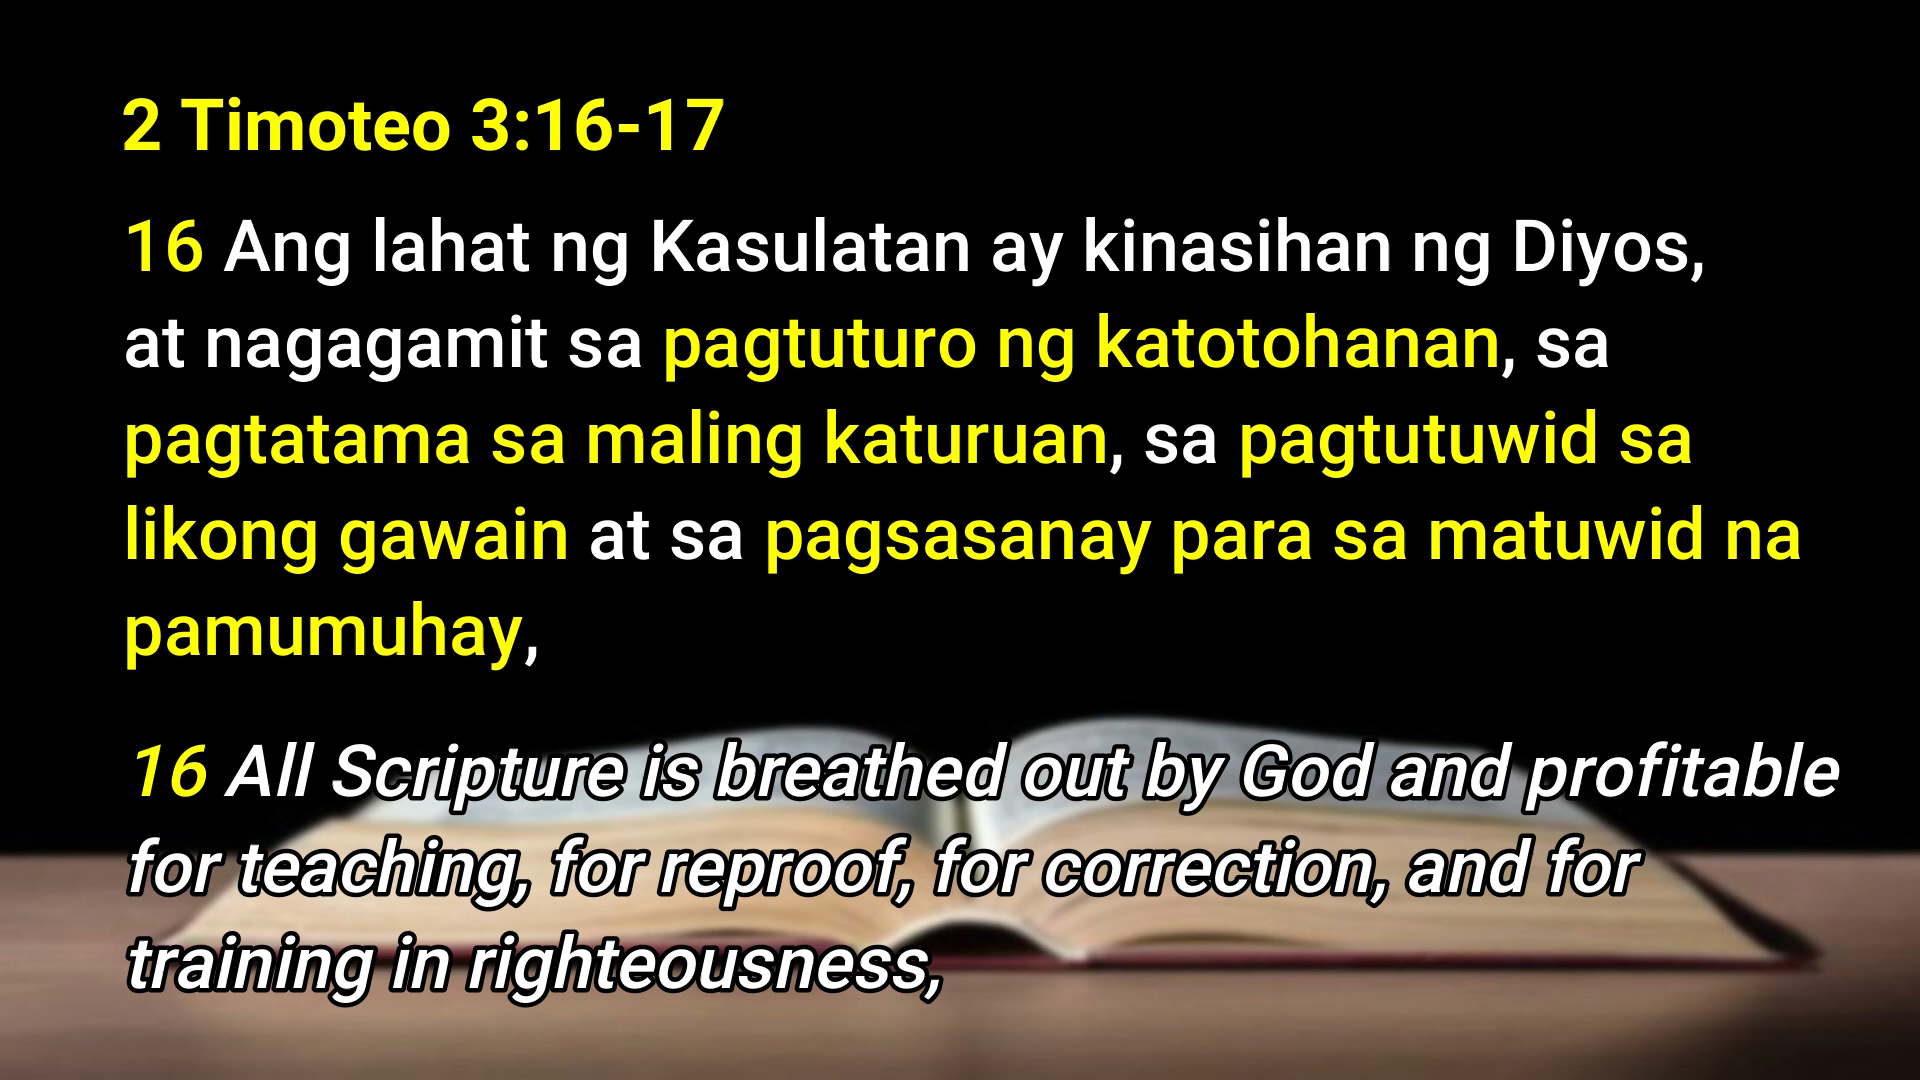 2 Timoteo 3:16-17
16 Ang lahat ng Kasulatan ay kinasihan ng Diyos,
at nagagamit sa pagtuturo ng katotohanan, sa
pagtatama sa maling katuruan, sa pagtutuwid sa
likong gawain at sa pagsasanay para sa matuwid na
pamumuhay,
16 All Scripture is breathed out by God and profitable
for teaching, for reproof, for correction, and for
training in righteousness,